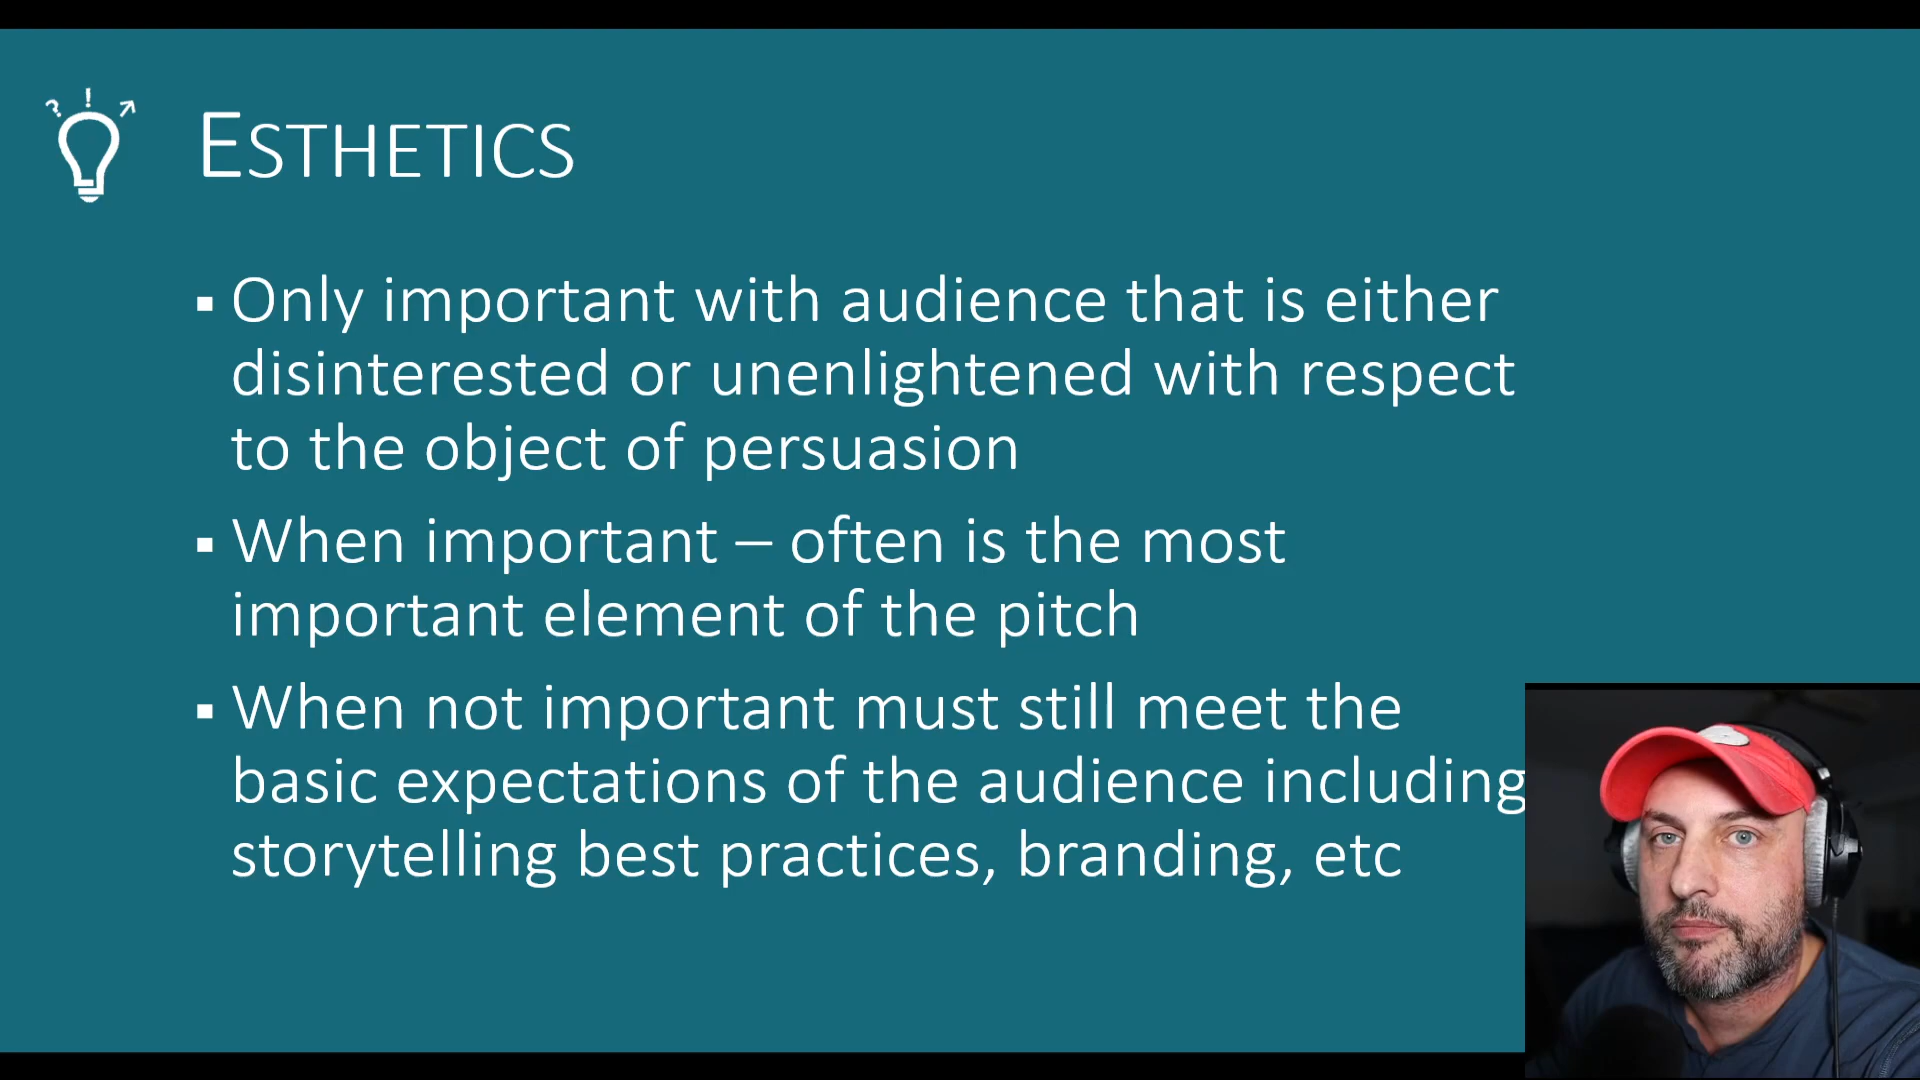 ESTHETICS
▪ Only important with audience that is either
disinterested or unenlightened with respect
to the object of persuasion
▪ When important – often is the most
important element of the pitch
▪ When not important must still meet the
basic expectations of the audience including
storytelling best practices, branding, etc